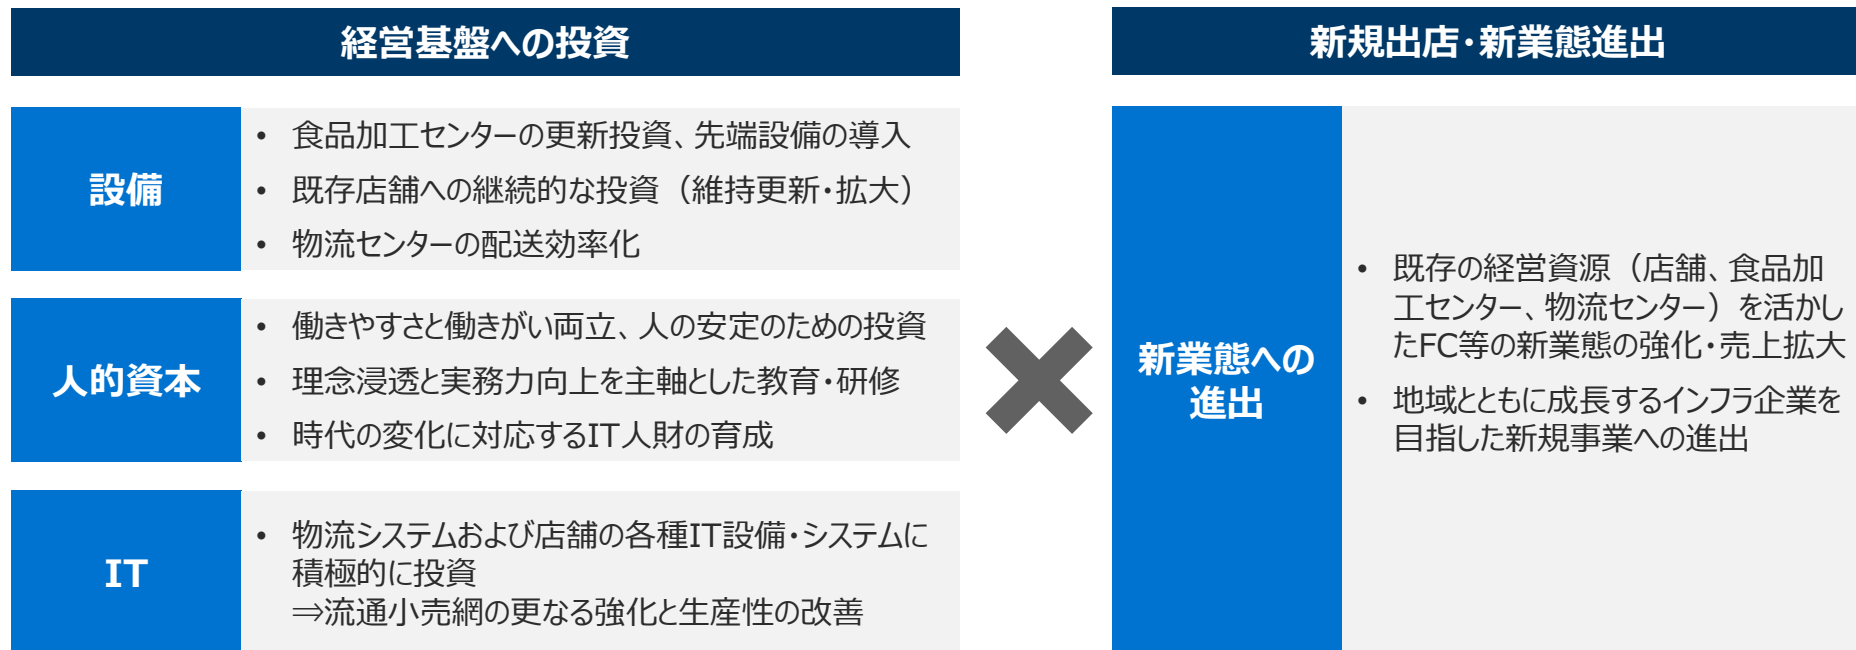 経営基盤への投資
設備
• 食品加工センターの更新投資、先端設備の導入
• 既存店舗への継続的な投資（維持更新・拡大）
• 物流センターの配送効率化
人的資本
• 働きやすさと働きがい両立、人の安定のための投資
• 理念浸透と実務力向上を主軸とした教育・研修
• 時代の変化に対応するIT人財の育成
IT
• 物流システムおよび店舗の各種IT設備・システムに
積極的に投資
⇒流通小売網の更なる強化と生産性の改善
新規出店・新業態進出
新業態への
進出
• 既存の経営資源（店舗、食品加
工センター、物流センター）を活かし
たFC等の新業態の強化・売上拡大
• 地域とともに成長するインフラ企業を
目指した新規事業への進出